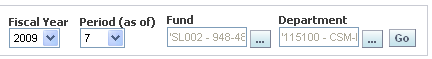 Fiscal Year Period (as of) Fund Department
2009 7 'SL002 - 948-48 ... '115100 - CSM-I ... Go